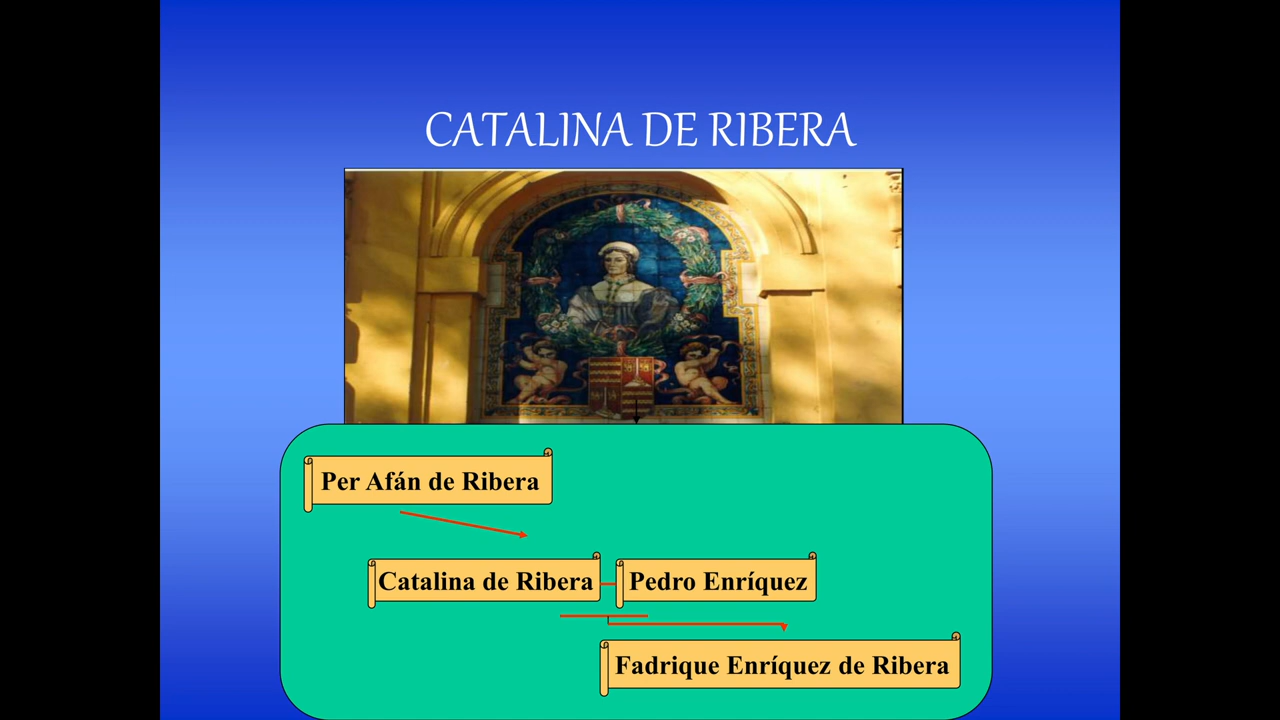 CATALINA DE RIBERA
Per Afán de Ribera
Catalina de Ribera
Pedro Enríquez
Fadrique Enríquez de Ribera